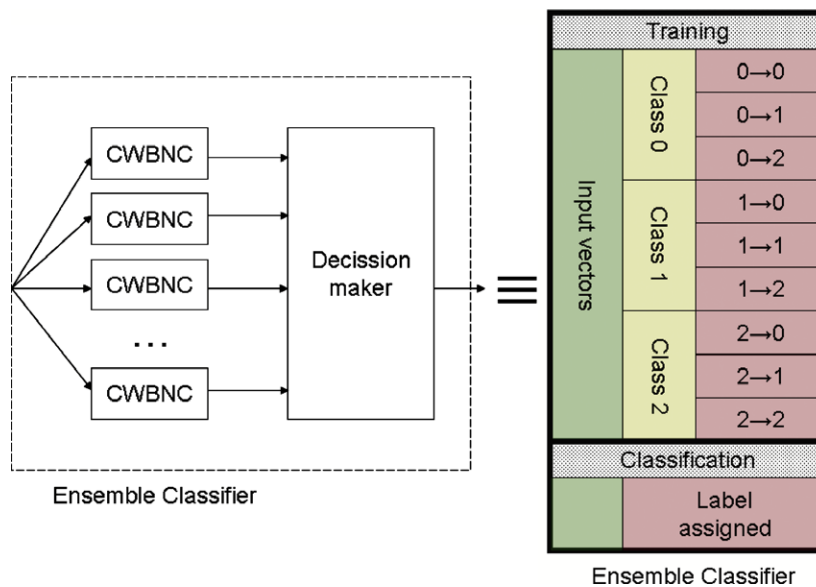 CWBNC
CWBNC
CWBNC
...
CWBNC
Decission
maker
Ensemble Classifier
≡
Training
Input vectors
Class 0
0→0
0→1
0→2
Class 1
1→0
1→1
1→2
Class 2
2→0
2→1
2→2
Classification
Label
assigned
Ensemble Classifier